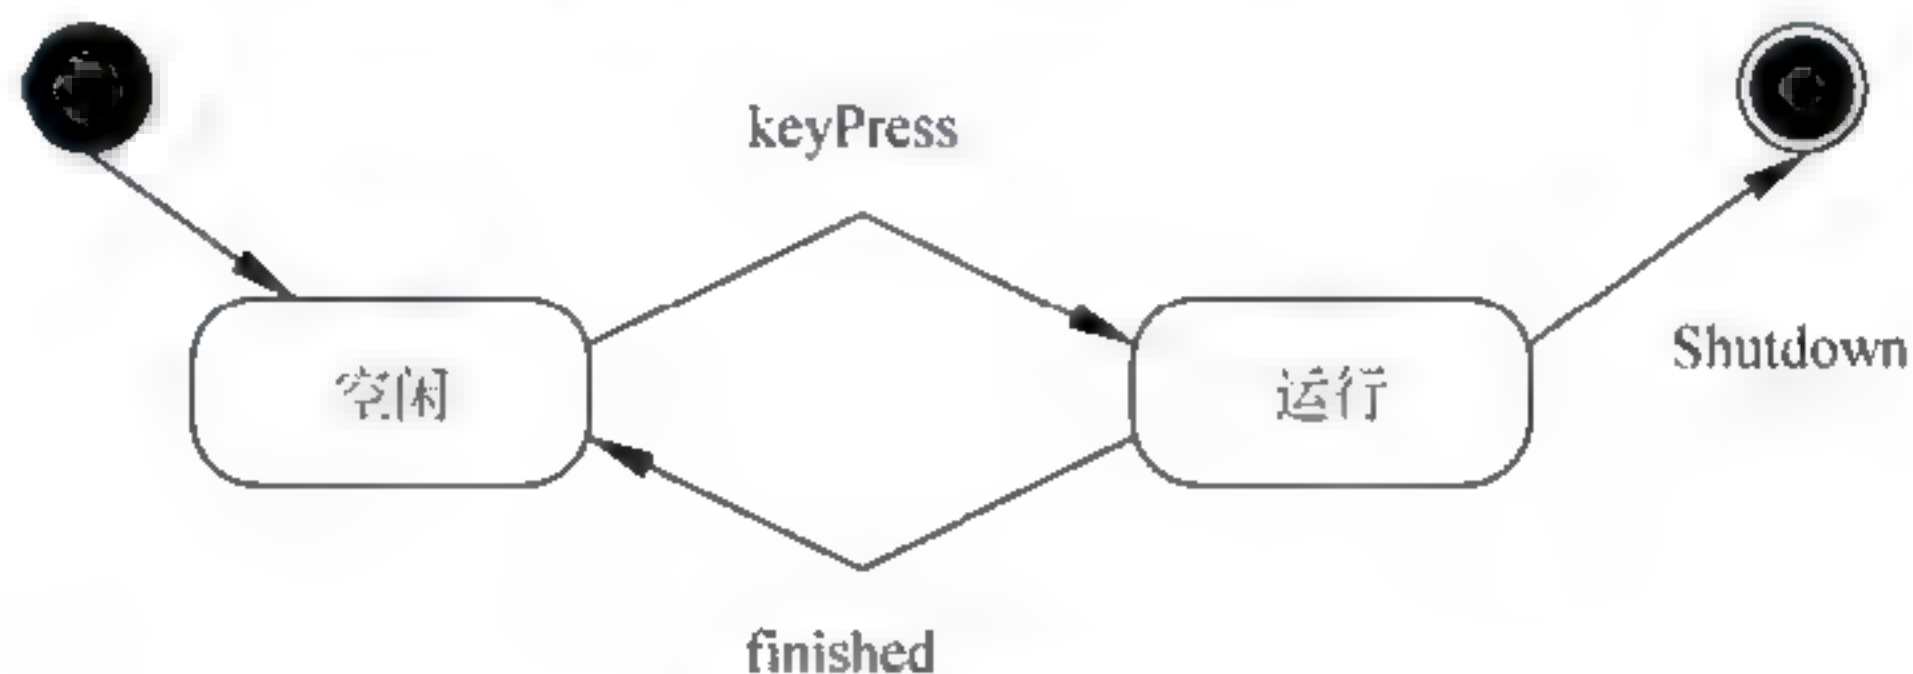 keyPress
空闲
运行
Shutdown
finished